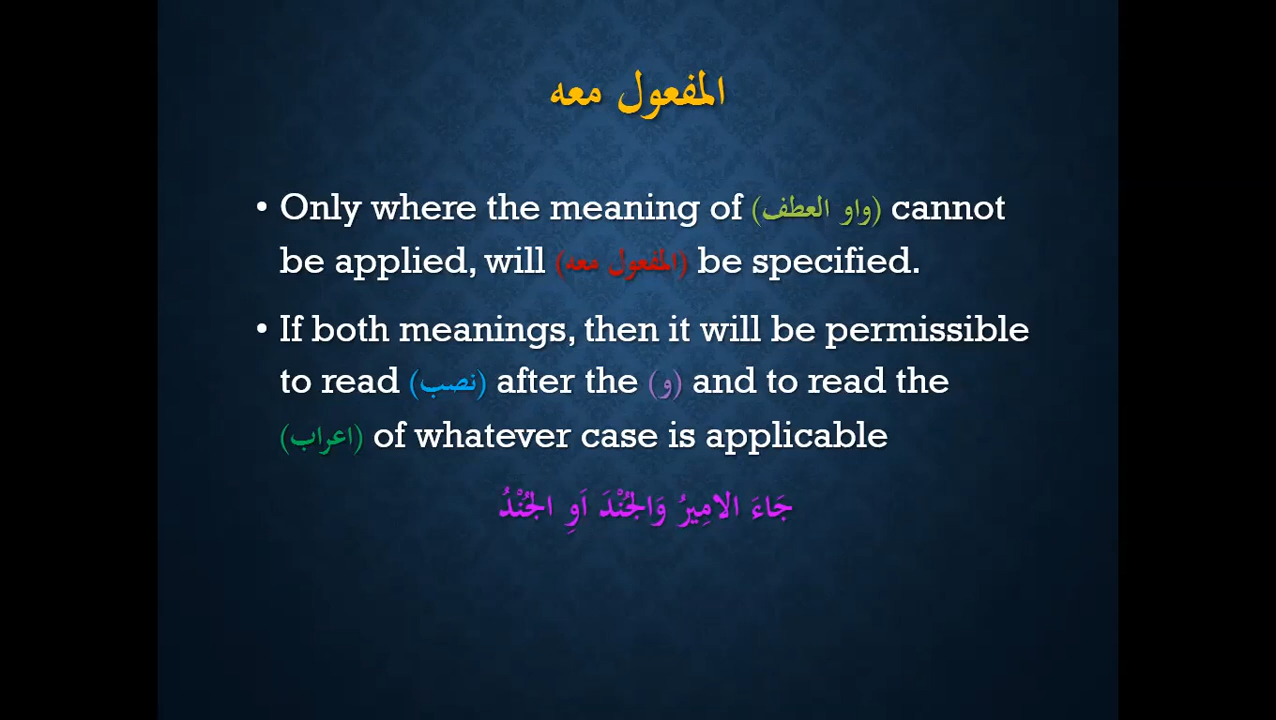 المفعول معه
• Only where the meaning of (واو العطف) cannot
be applied, will (المفعول معه) be specified.
• If both meanings, then it will be permissible
to read (نصب) after the (و) and to read the
(اعراب) of whatever case is applicable
جَاءَ الامِيرُ وَالجُنْدَ اَوِ الجُنْدُ